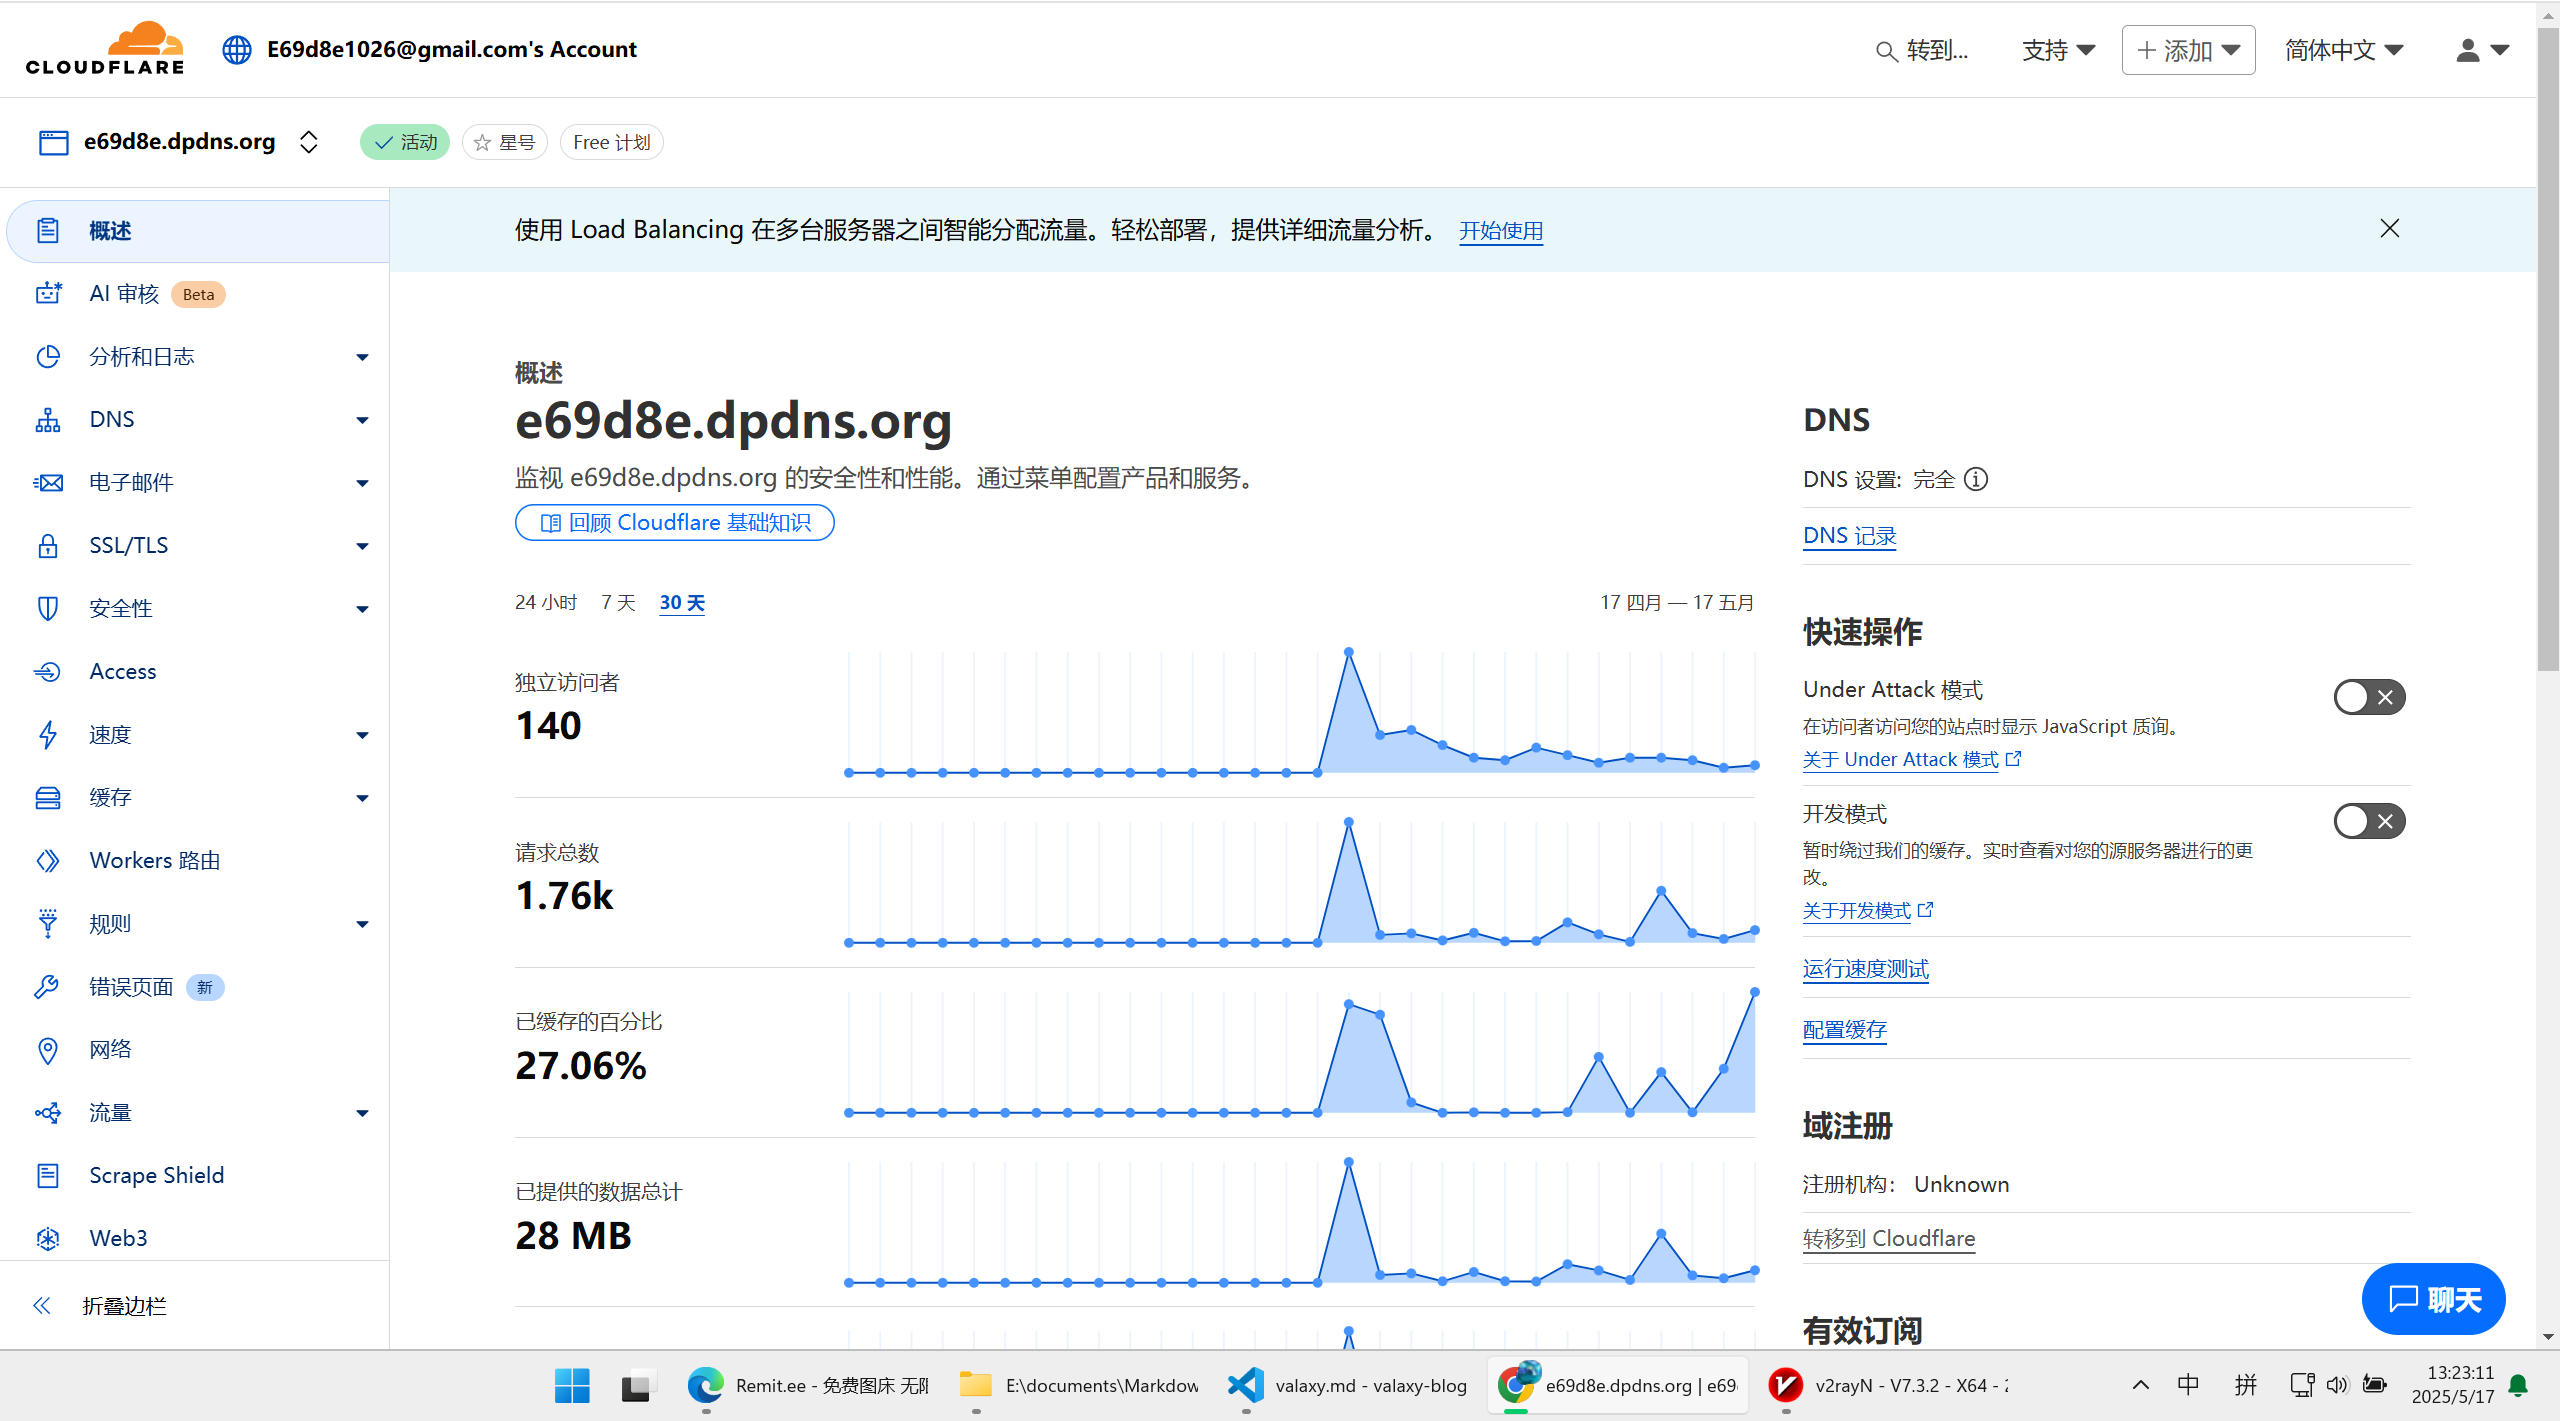 CLOUDFLARE
E69d8e1026@gmail.com's Account
转到...
支持
添加
简体中文
e69d8e.dpdns.org
活动
星号
Free 计划
概述
AI 审核 Beta
分析和日志
DNS
电子邮件
SSL/TLS
安全性
Access
速度
缓存
Workers 路由
规则
错误页面 新
网络
流量
Scrape Shield
Web3
折叠边栏
使用 Load Balancing 在多台服务器之间智能分配流量。轻松部署，提供详细流量分析。 开始使用
概述
e69d8e.dpdns.org
监视 e69d8e.dpdns.org 的安全性和性能。通过菜单配置产品和服务。
回顾 Cloudflare 基础知识
24 小时 7 天 30 天
17 四月 — 17 五月
独立访问者
140
请求总数
1.76k
已缓存的百分比
27.06%
已提供的数据总计
28 MB
DNS
DNS 设置: 完全
DNS 记录
快速操作
Under Attack 模式
在访问者访问您的站点时显示 JavaScript 质询。
关于 Under Attack 模式
开发模式
暂时绕过我们的缓存。实时查看对您的源服务器进行的更
改。
关于开发模式
运行速度测试
配置缓存
域注册
注册机构： Unknown
转移到 Cloudflare
有效订阅
聊天
Remit.ee - 免费图床 无限
E:\documents\Markdow
valaxy.md - valaxy-blog
e69d8e.dpdns.org | e69
v2rayN - V7.3.2 - X64 -
中
拼
13:23:11
2025/5/17